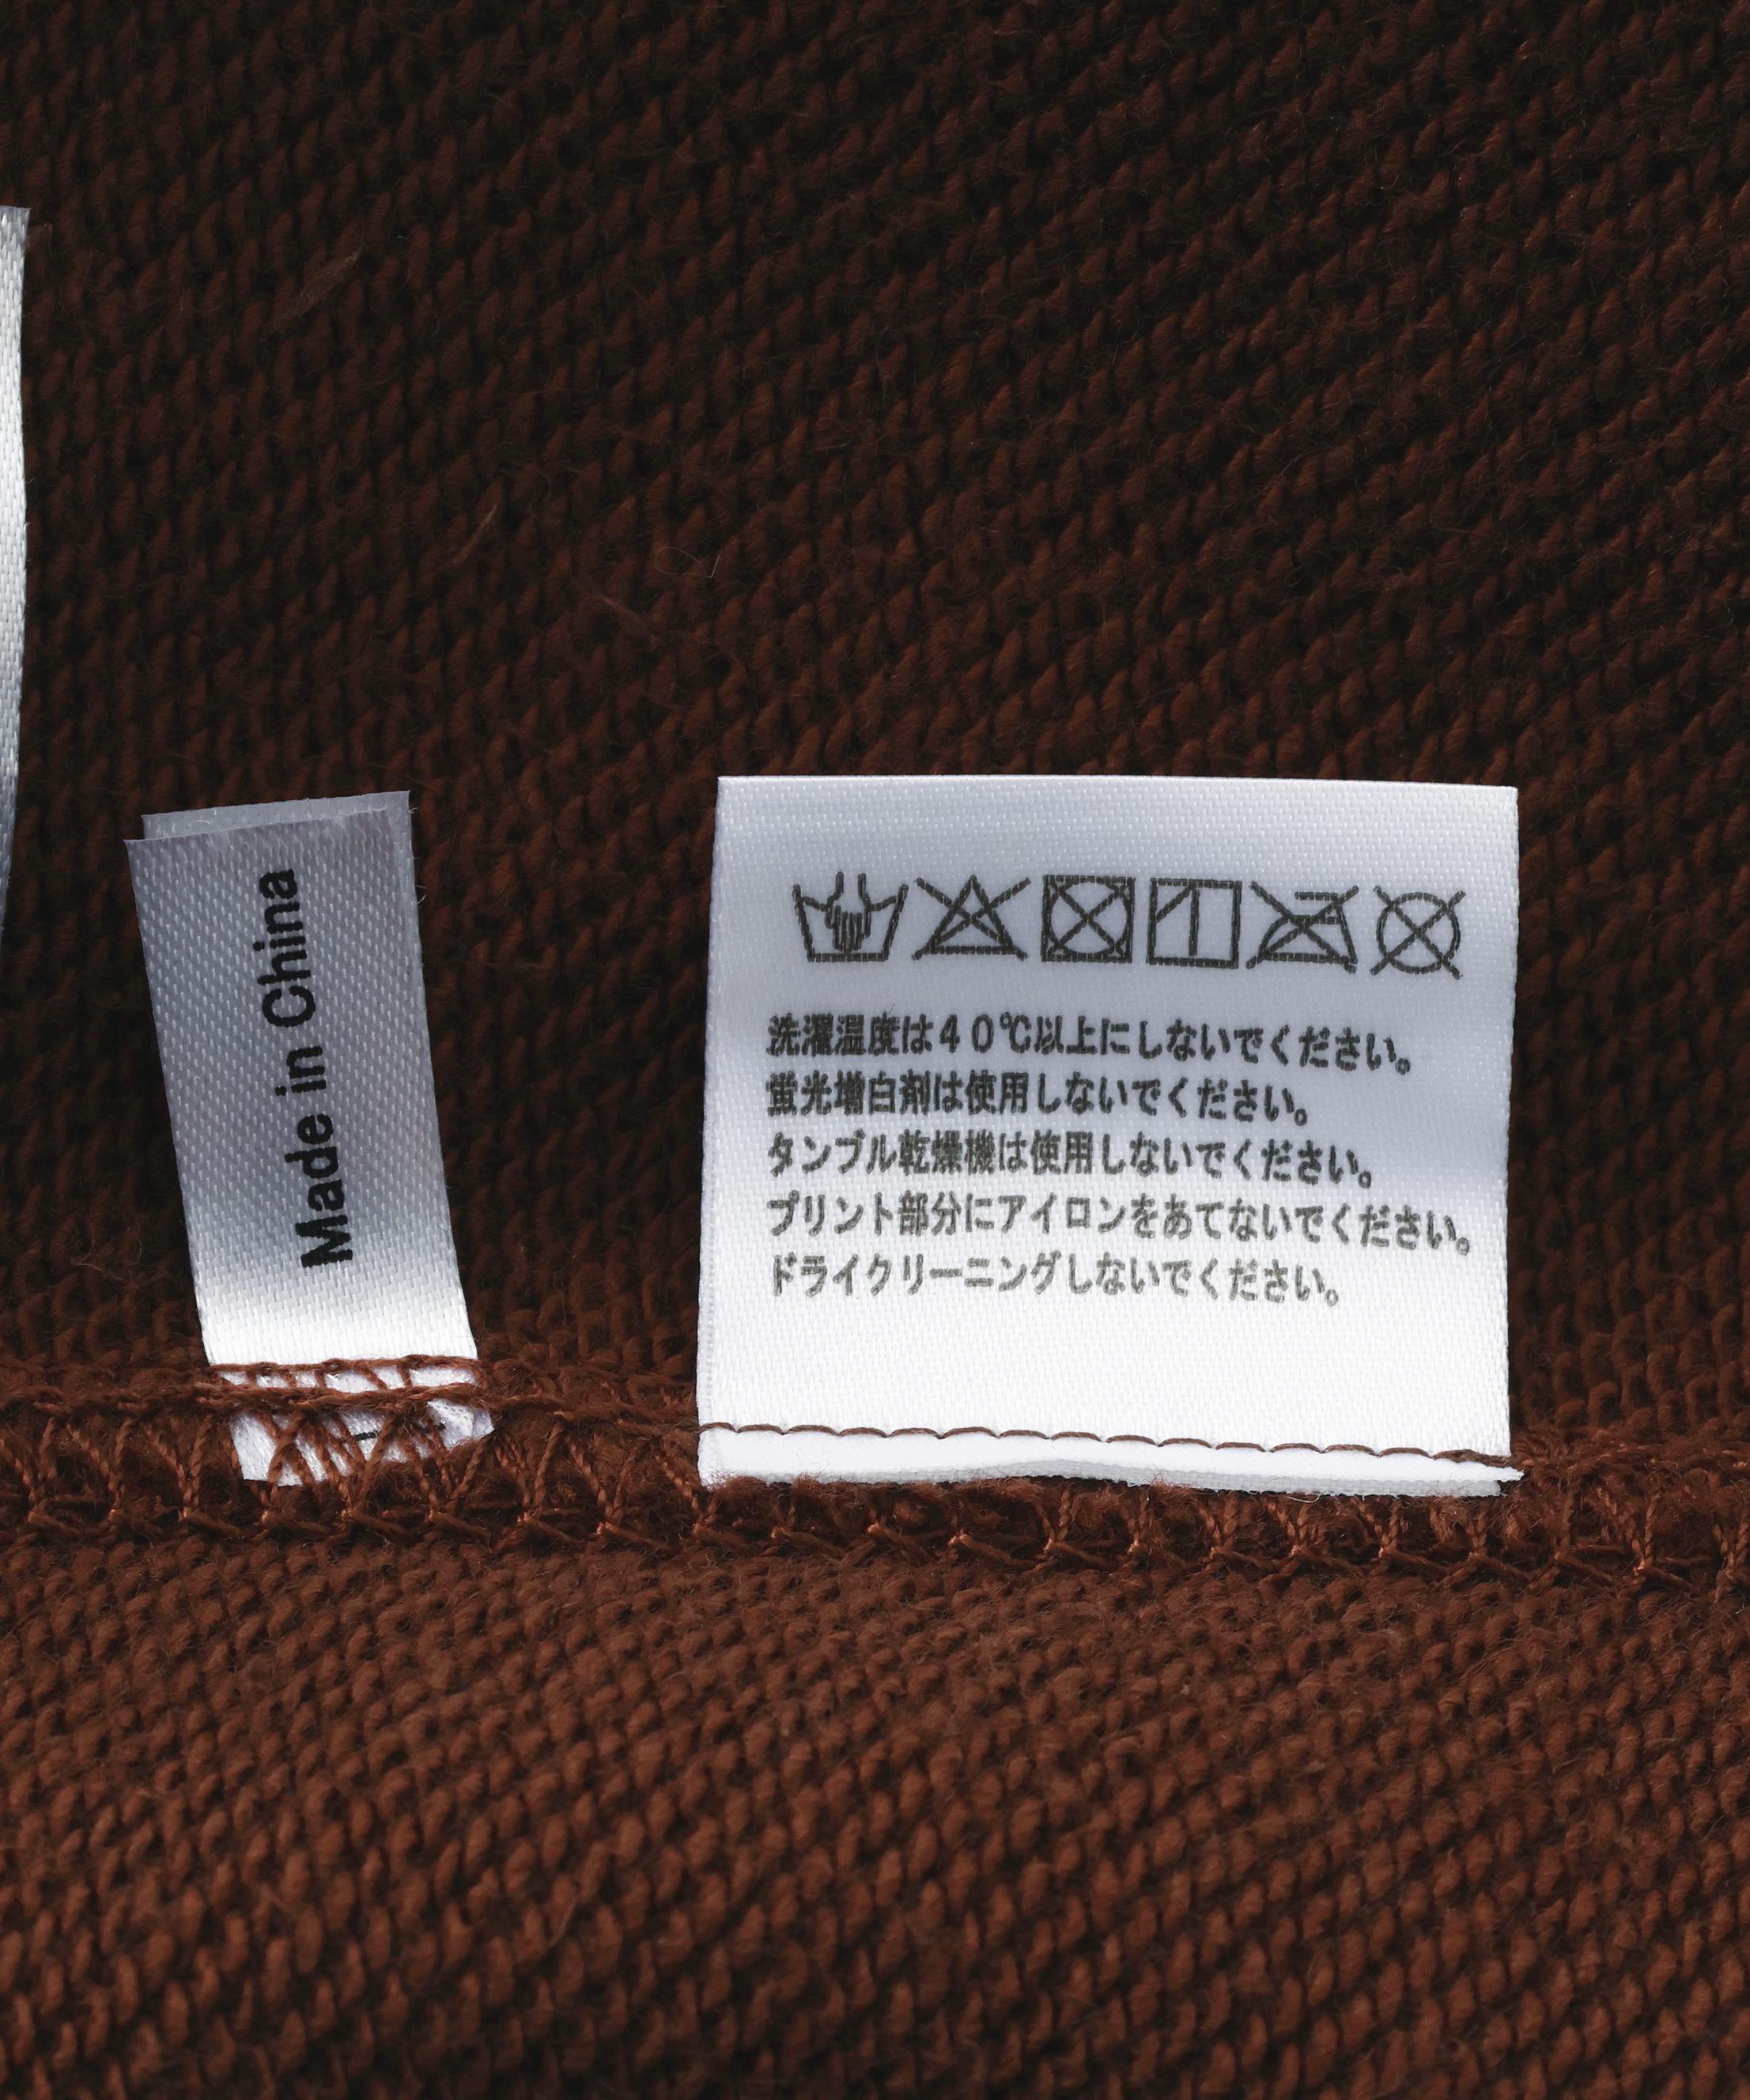 Made in China
洗濯温度は40℃以上にしないでください。
蛍光増白剤は使用しないでください。
タンブル乾燥機は使用しないでください。
プリント部分にアイロンをあてないでください。
ドライクリーニングしないでください。